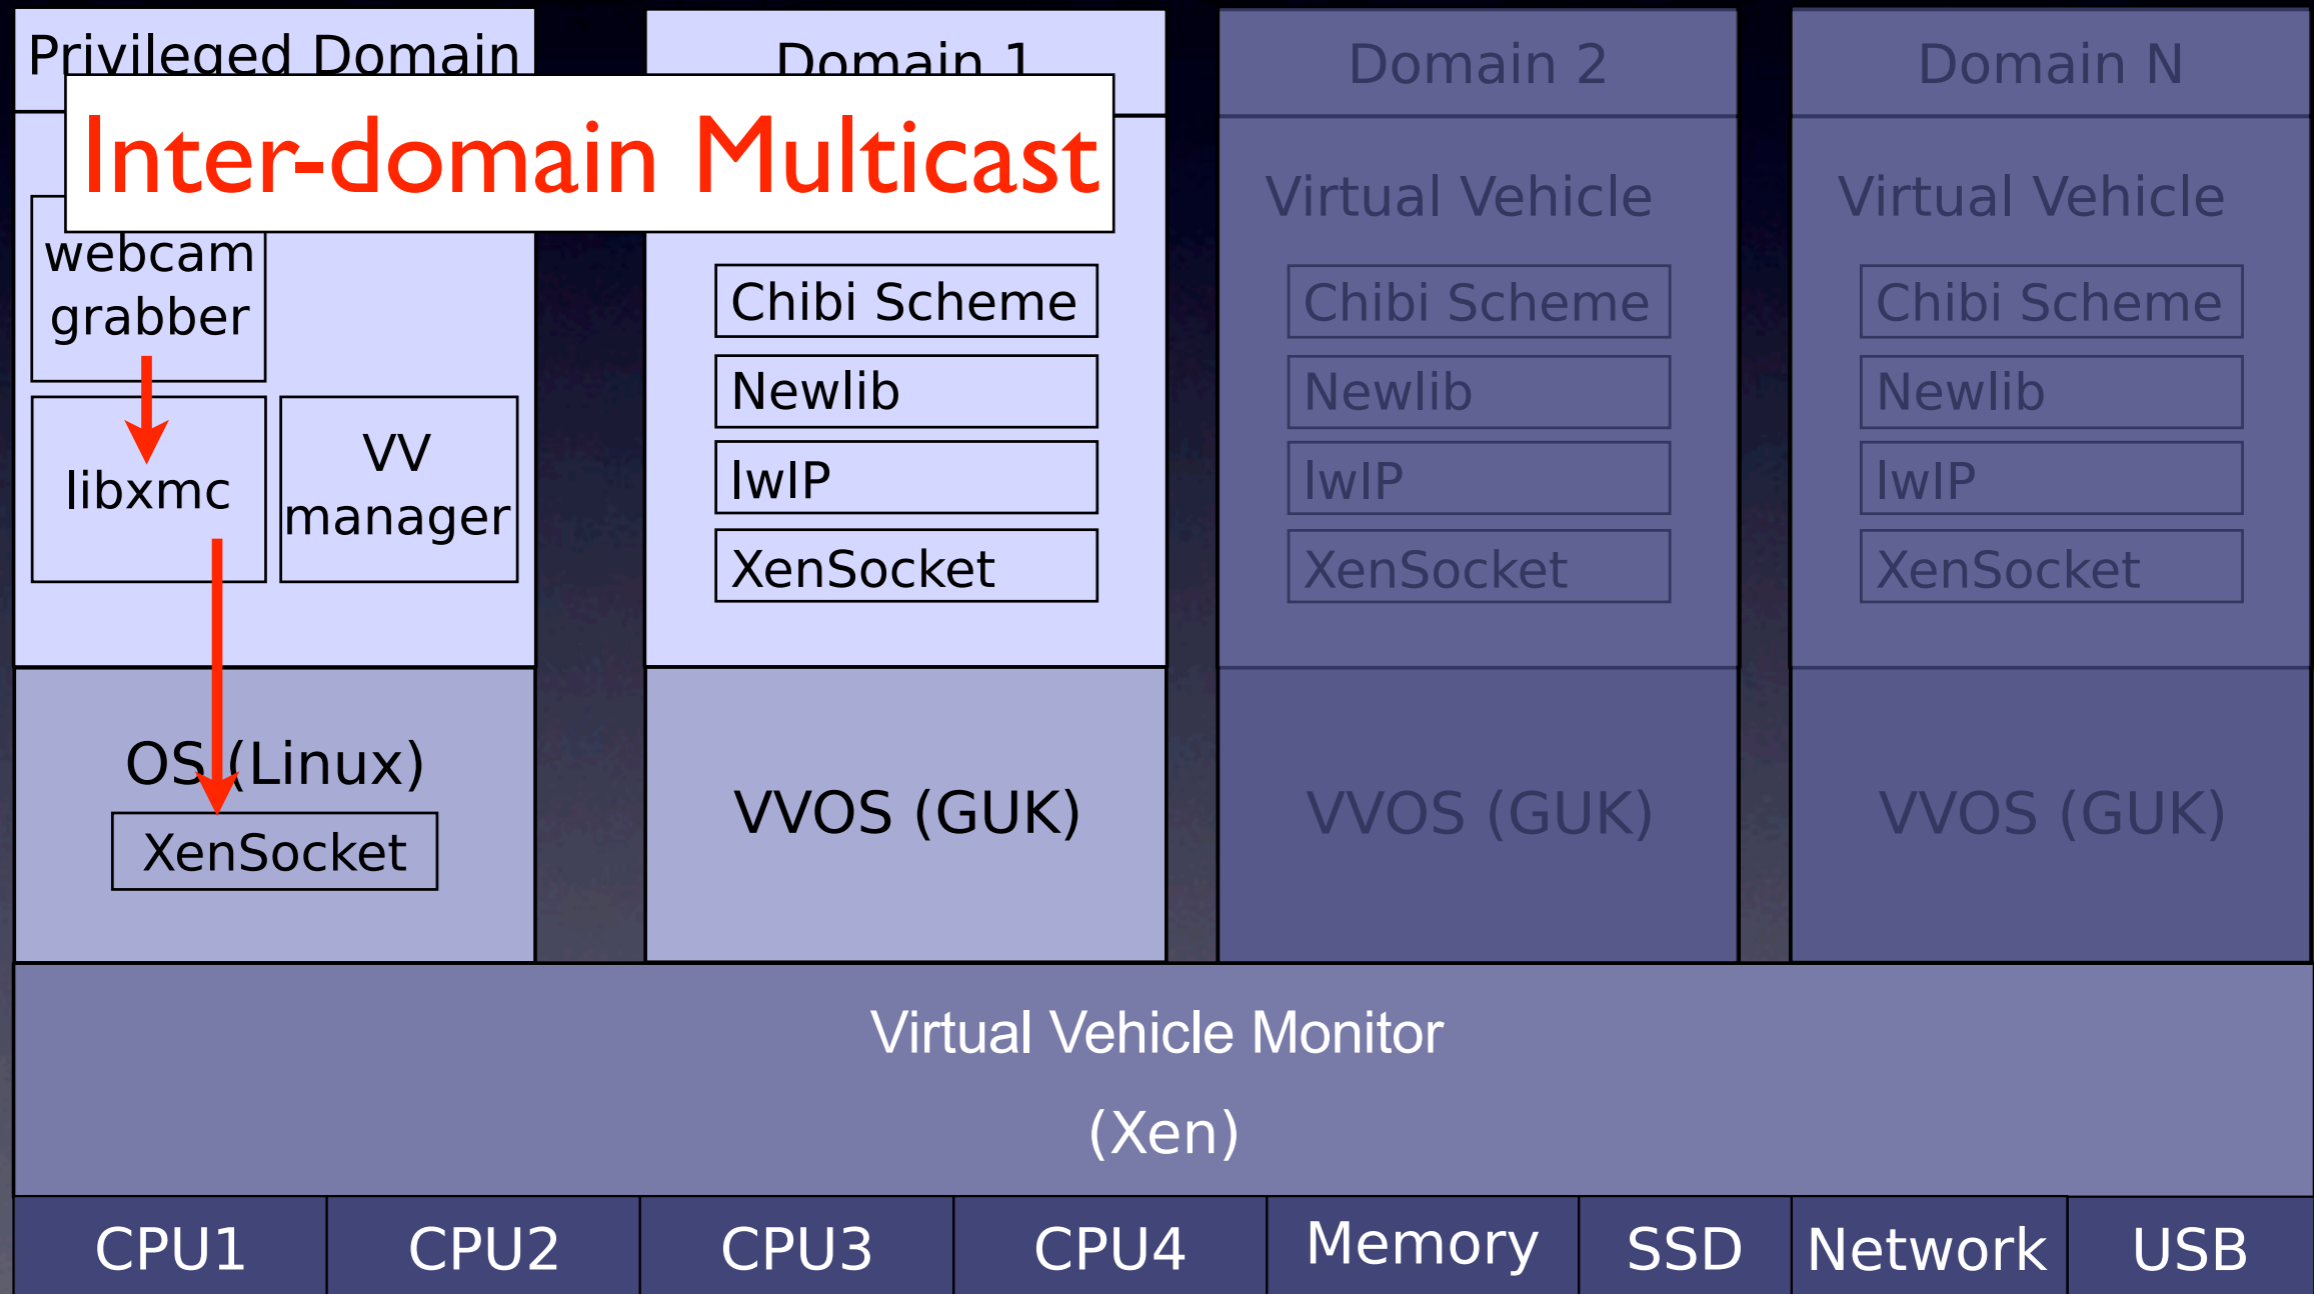 Privileged Domain
Domain 1
Domain 2
Domain N
Inter-domain Multicast
webcam
grabber
libxmc
VV
manager
OS (Linux)
XenSocket
Chibi Scheme
Newlib
lwIP
XenSocket
VVOS (GUK)
Virtual Vehicle
Chibi Scheme
Newlib
lwIP
XenSocket
VVOS (GUK)
Virtual Vehicle
Chibi Scheme
Newlib
lwIP
XenSocket
VVOS (GUK)
Virtual Vehicle Monitor
(Xen)
CPU1
CPU2
CPU3
CPU4
Memory
SSD
Network
USB